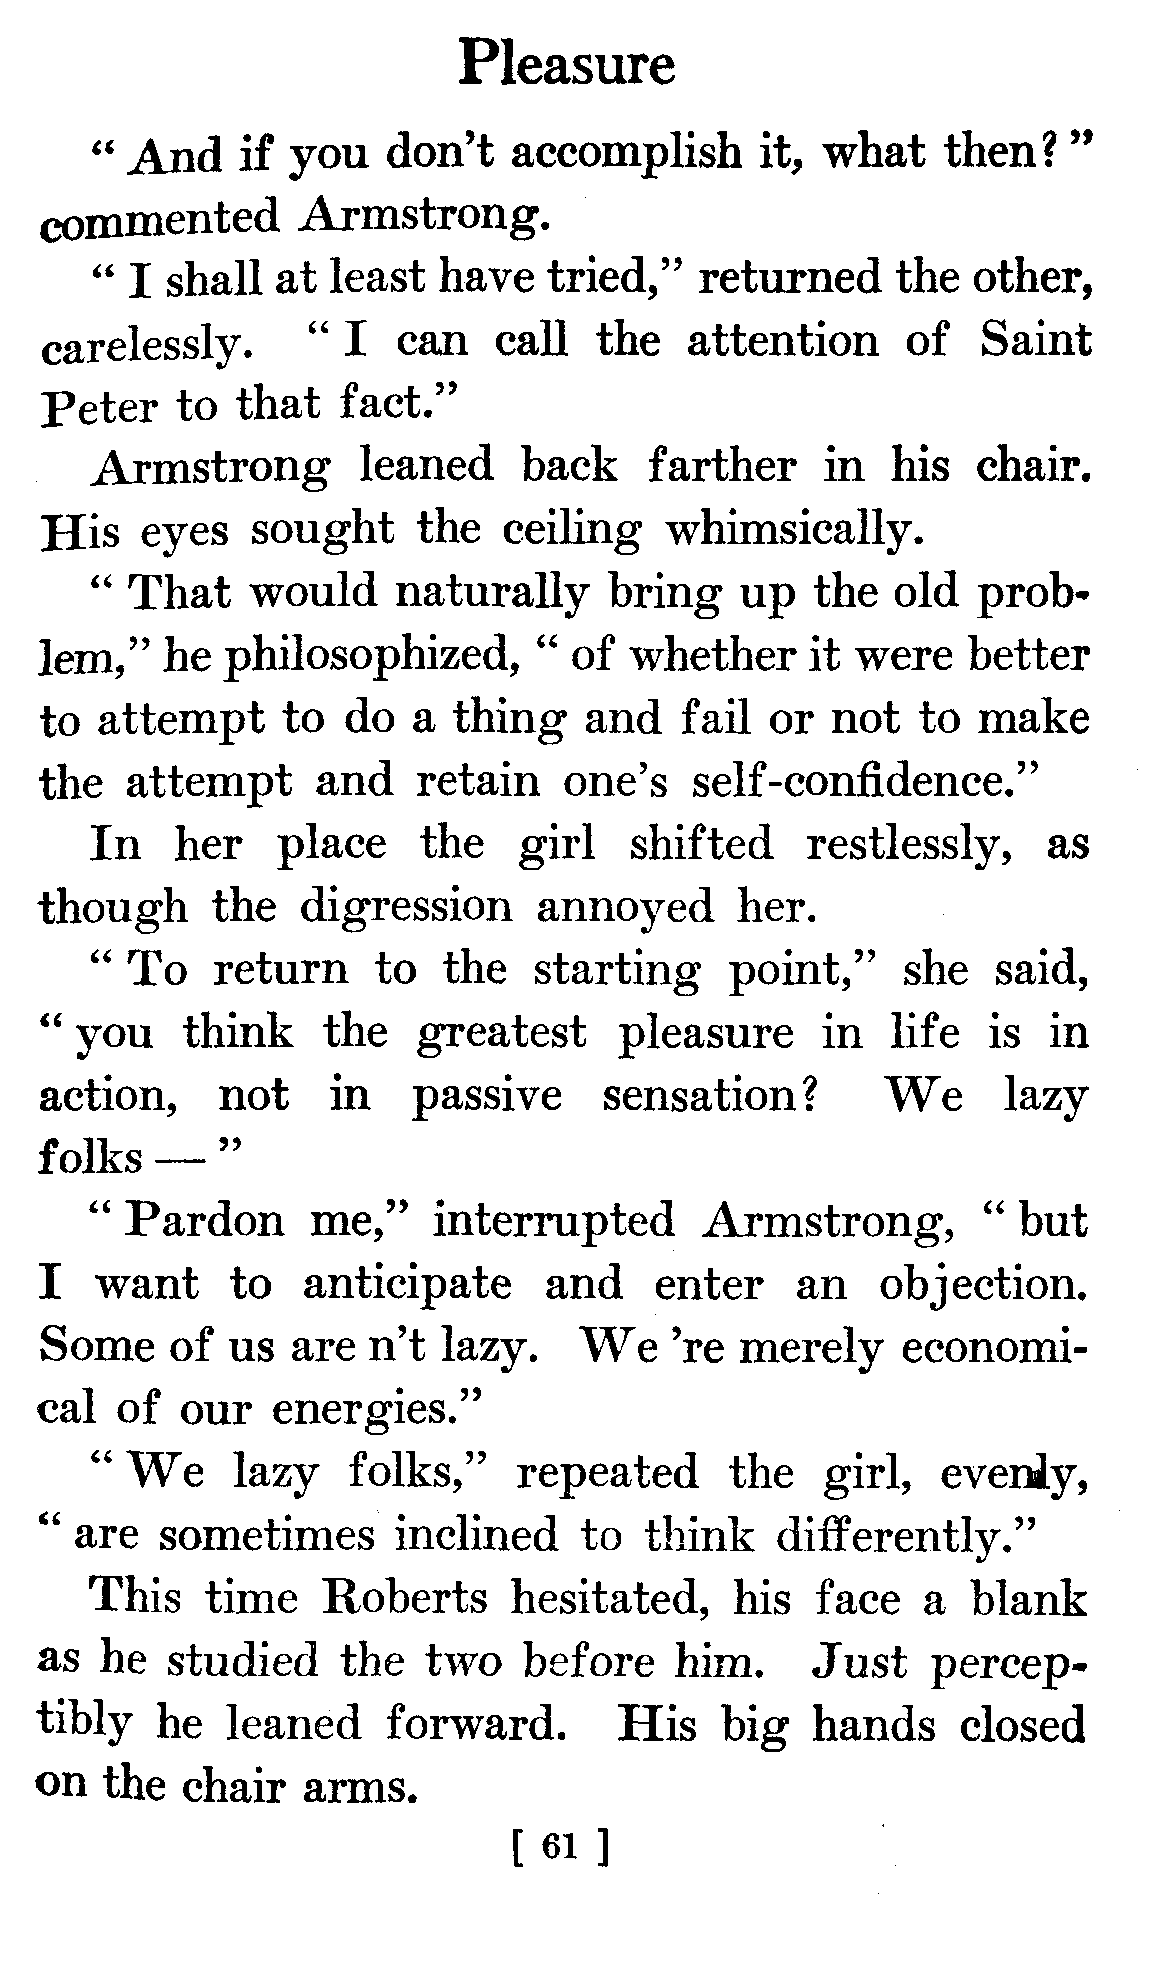 Pleasure
“ And if you don’t accomplish it, what then? ”
commented Armstrong.
“ I shall at least have tried,” returned the other,
carelessly. “ I can call the attention of Saint
Peter to that fact.”
Armstrong leaned back farther in his chair.
His eyes sought the ceiling whimsically.
“ That would naturally bring up the old prob-
lem,” he philosophized, “ of whether it were better
to attempt to do a thing and fail or not to make
the attempt and retain one’s self-confidence.”
In her place the girl shifted restlessly, as
though the digression annoyed her.
“ To return to the starting point,” she said,
“ you think the greatest pleasure in life is in
action, not in passive sensation? We lazy
folks — ”
“ Pardon me,” interrupted Armstrong, “ but
I want to anticipate and enter an objection.
Some of us are n’t lazy. We ’re merely economi-
cal of our energies.”
“ We lazy folks,” repeated the girl, evenly,
“ are sometimes inclined to think differently.”
This time Roberts hesitated, his face a blank
as he studied the two before him. Just percep-
tibly he leaned forward. His big hands closed
on the chair arms.
[ 61 ]